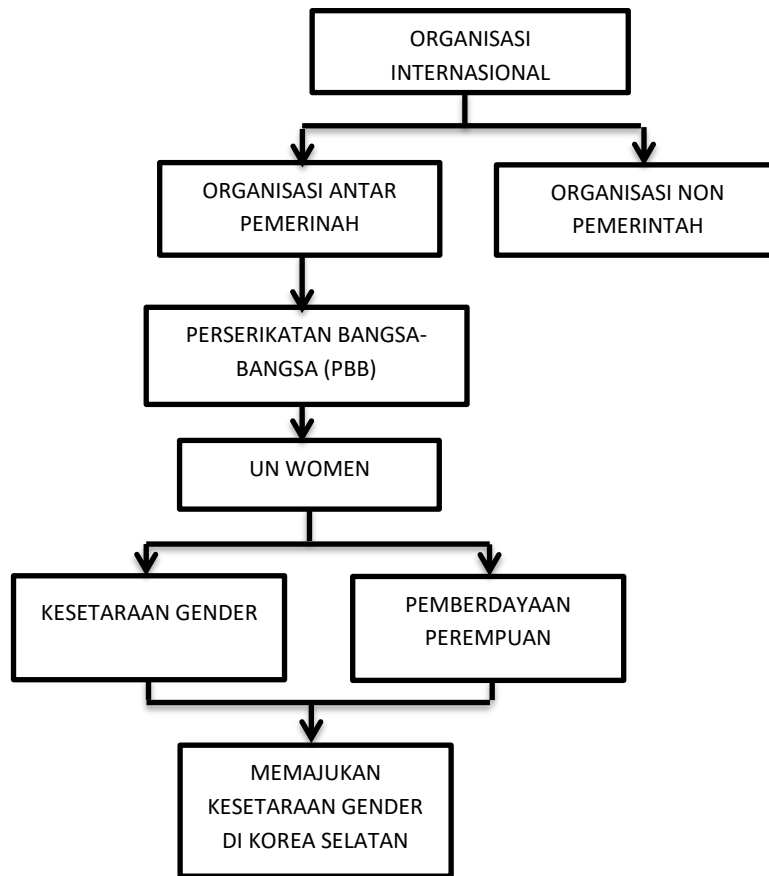 ORGANISASI
INTERNASIONAL
ORGANISASI ANTAR
PEMERINAH
ORGANISASI NON
PEMERINTAH
PERSERIKATAN BANGSA-
BANGSA (PBB)
UN WOMEN
KESETARAAN GENDER
PEMBERDAYAAN
PEREMPUAN
MEMAJUKAN
KESETARAAN GENDER
DI KOREA SELATAN